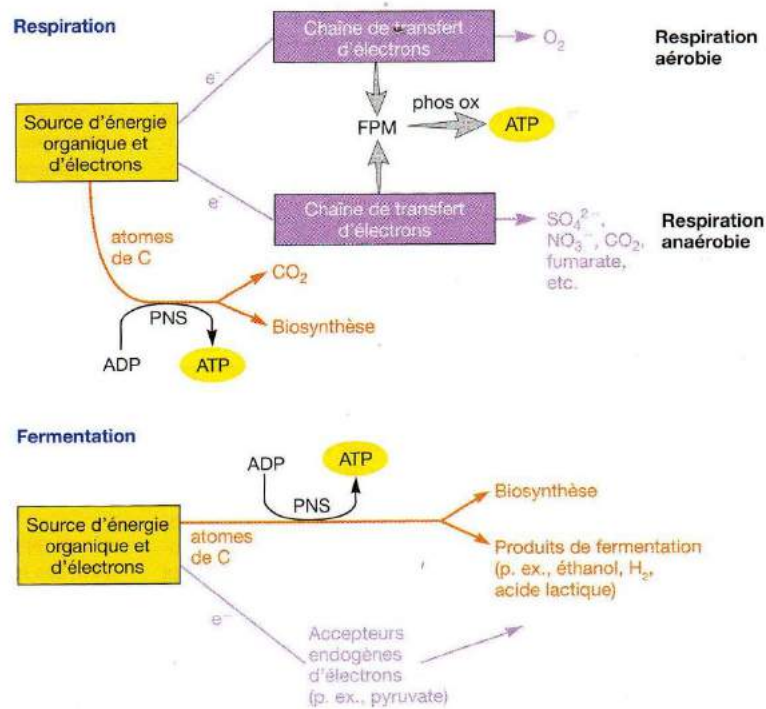 Respiration
Chaîne de transfert
d'électrons
O₂
Respiration
aérobie
e⁻
Source d'énergie
organique et
d'électrons
FPM
phos ox
ATP
e⁻
Chaîne de transfert
d'électrons
SO₄²⁻,
NO₃⁻, CO₂,
fumarate,
etc.
Respiration
anaérobie
atomes
de C
CO₂
PNS
Biosynthèse
ADP
ATP
Fermentation
ADP
ATP
PNS
Source d'énergie
organique et
d'électrons
atomes
de C
Biosynthèse
Produits de fermentation
(p. ex., éthanol, H₂,
acide lactique)
e⁻
Accepteurs
endogènes
d'électrons
(p. ex., pyruvate)